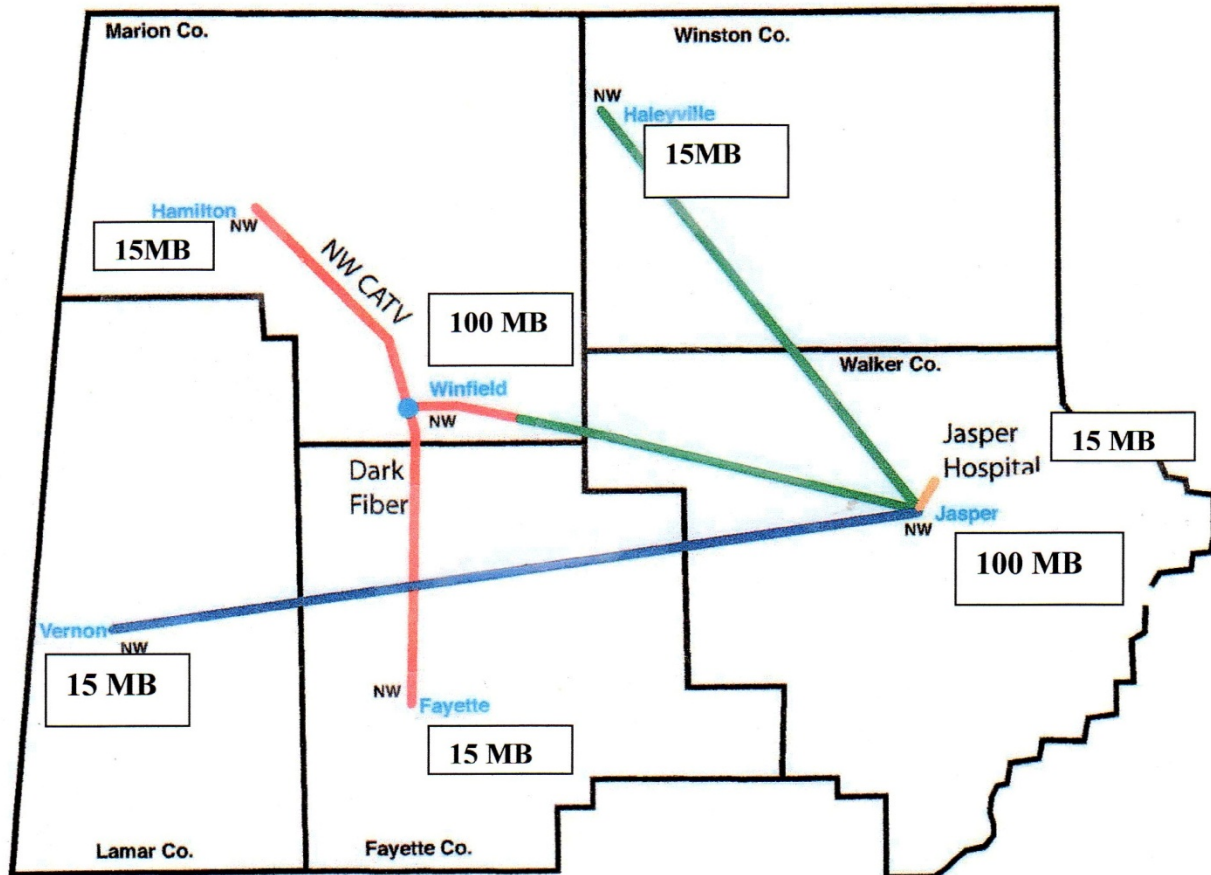 Marion Co.
Winston Co.
NW
Haleyville
15MB
Hamilton
NW
15MB
NW CATV
100 MB
Winfield
NW
Walker Co.
Jasper
Hospital
15 MB
Dark
Fiber
Jasper
NW
100 MB
Vernon
NW
15 MB
NW
Fayette
15 MB
Lamar Co.
Fayette Co.